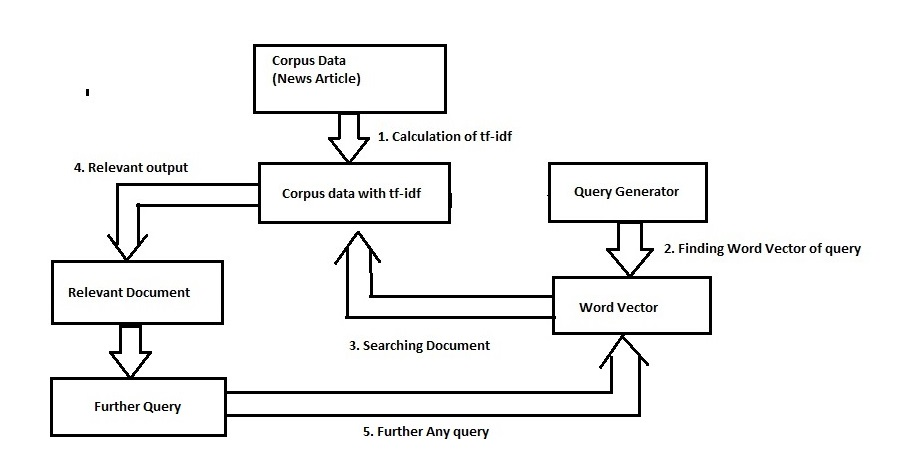 Corpus Data
(News Article)
1. Calculation of tf-idf
4. Relevant output
Corpus data with tf-idf
Query Generator
2. Finding Word Vector of query
Relevant Document
Word Vector
3. Searching Document
Further Query
5. Further Any query